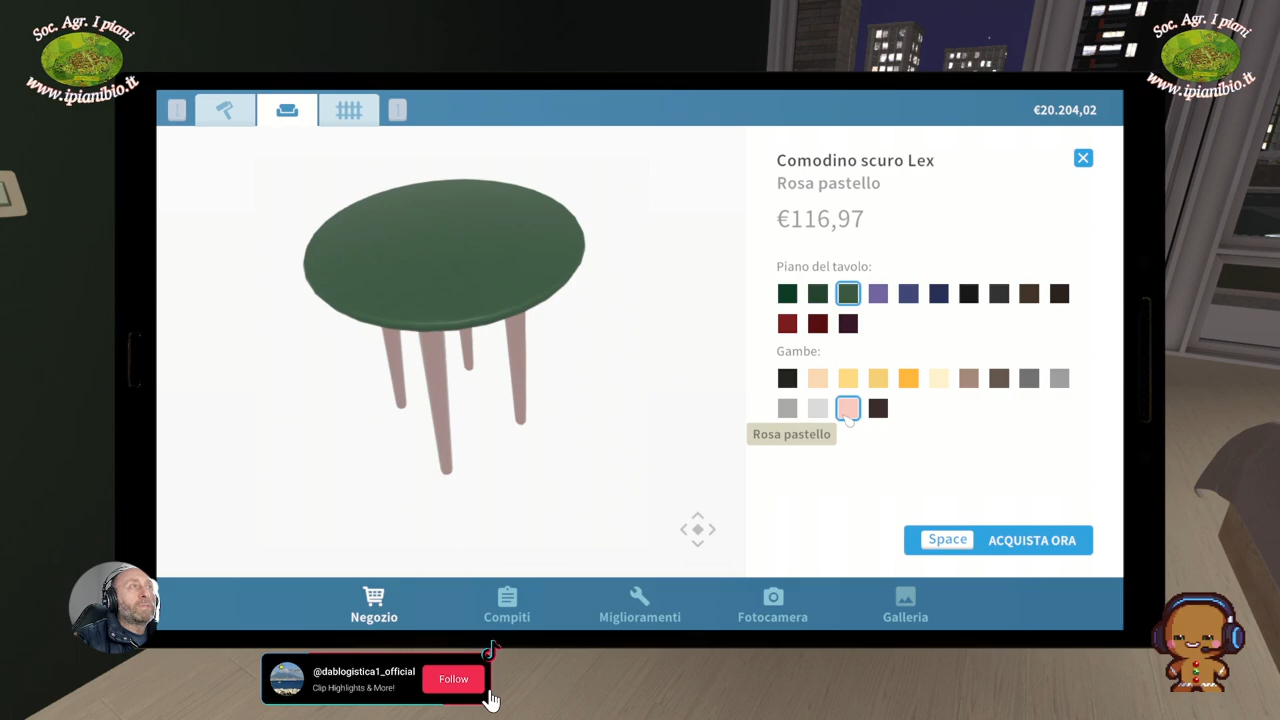 Soc. Agr. I piani
www.ipianibio.it
Soc. Agr. I piani
www.ipianibio.it
€20.204,02
Comodino scuro Lex
Rosa pastello
€116,97
Piano del tavolo:
Gambe:
Rosa pastello
Space ACQUISTA ORA
Negozio
Compiti
Miglioramenti
Fotocamera
Galleria
@dablogistica1_official
Clip Highlights & More!
Follow